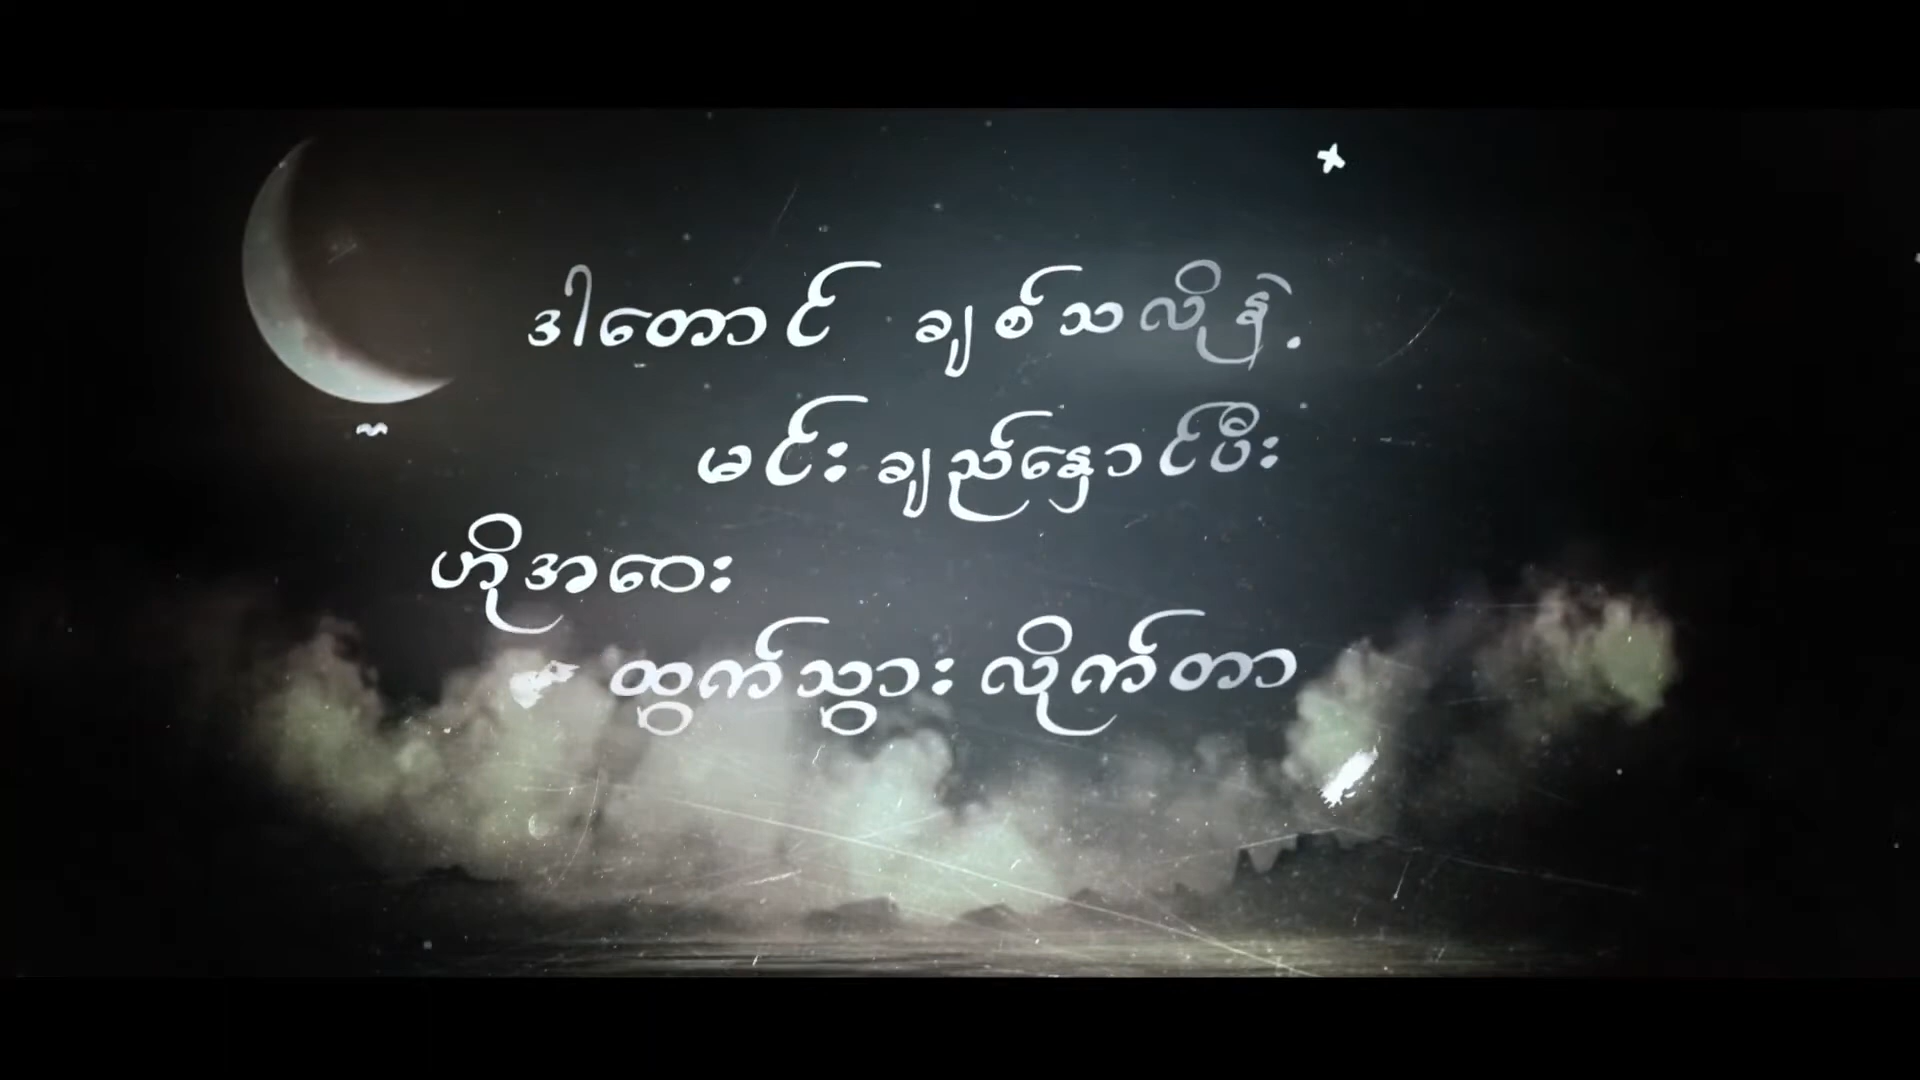 ဒါတောင် ချစ်သလိုနဲ့
မင်းချည်နှောင်ပီး
ဟိုအဝေး
ထွက်သွားလိုက်တာ